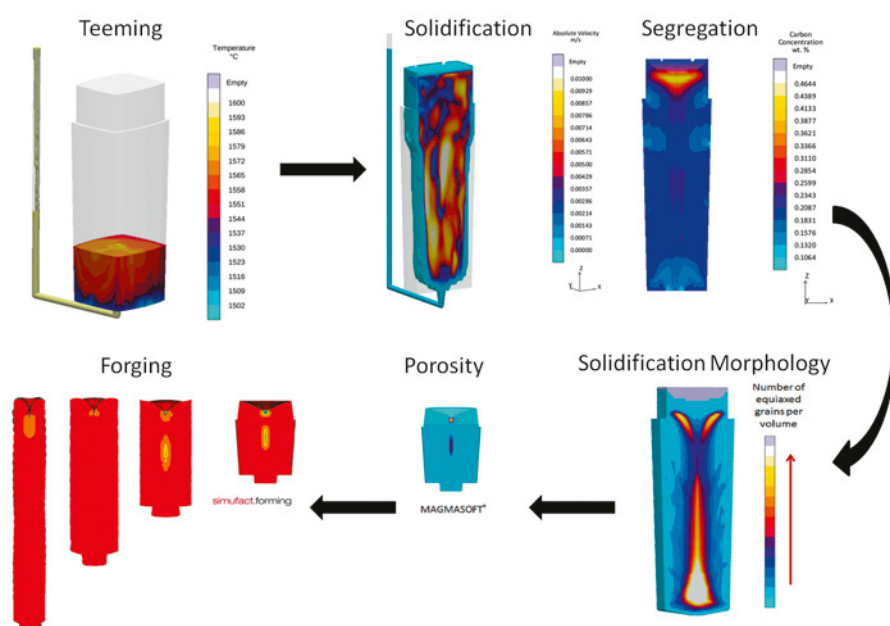 Teeming
Temperature
°C
Empty
1600
1593
1586
1579
1572
1565
1558
1551
1544
1537
1530
1523
1516
1509
1502
Solidification
Absolute Velocity
m/s
Empty
0.01000
0.00929
0.00857
0.00786
0.00714
0.00643
0.00571
0.00500
0.00429
0.00357
0.00286
0.00214
0.00143
0.00071
0.00000
Z
Y
X
Segregation
Carbon
Concentration
wt. %
Empty
0.4644
0.4389
0.4133
0.3877
0.3621
0.3366
0.3110
0.2854
0.2599
0.2343
0.2087
0.1831
0.1576
0.1320
0.1064
Z
X
Forging
simufact.forming
Porosity
MAGMASOFT®
Solidification Morphology
Number of
equiaxed
grains per
volume